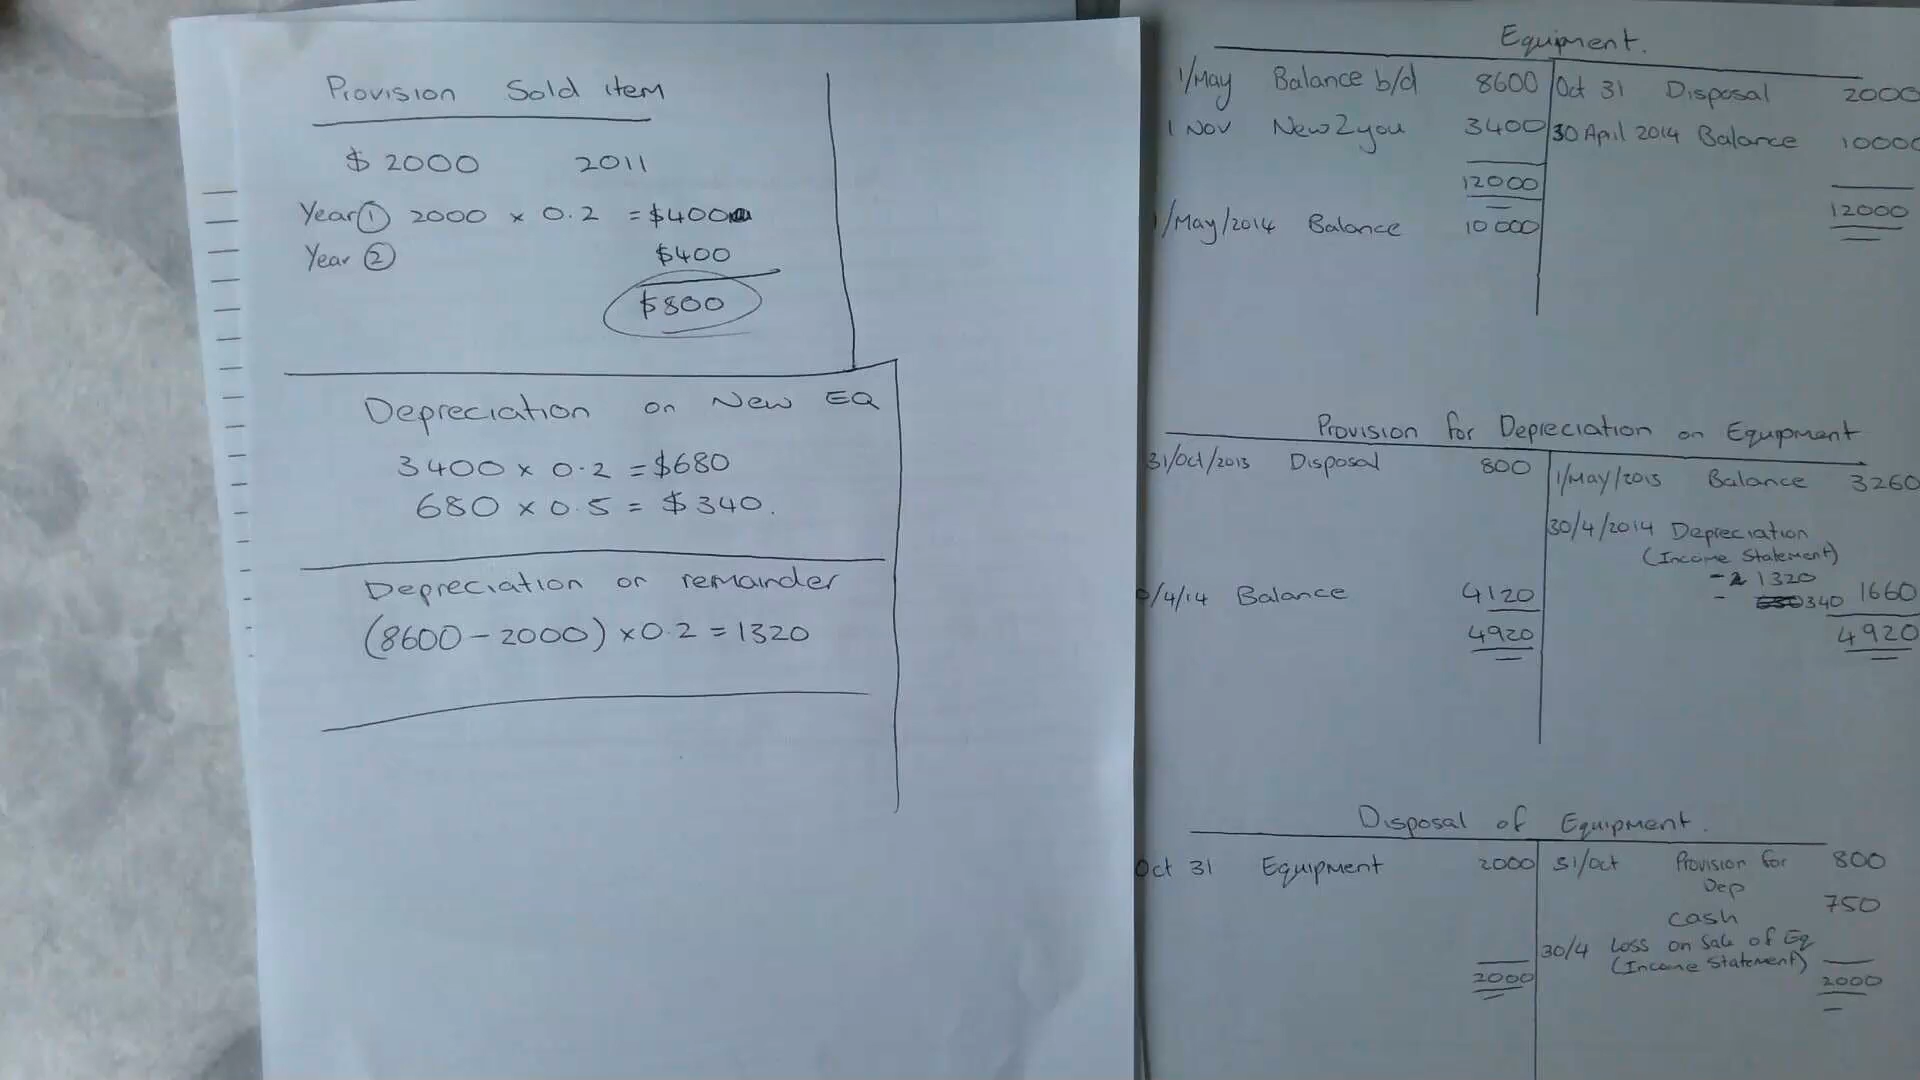 Provision Sold item
$ 2000 2011
Year ① 2000 × 0.2 = $400
Year ② $400
$800
Depreciation on New EQ
3400 × 0.2 = $680
680 × 0.5 = $340.
Depreciation on remainder
(8600 - 2000) × 0.2 = 1320
Equipment.
1/May Balance b/d 8600 Oct 31 Disposal 2000
1 Nov New2you 3400 30 April 2014 Balance 10000
12000
12000
1/May/2014 Balance 10 000
Provision for Depreciation on Equipment
31/Oct/2013 Disposal 800 1/May/2013 Balance 3260
30/4/2014 Depreciation
(Income Statement)
- 1320
/4/14 Balance 4120 - 340 1660
4920 4920
Disposal of Equipment.
Oct 31 Equipment 2000 31/Oct Provision for 800
Dep
cash 750
30/4 Loss on Sale of Eq
(Income Statement)
2000 2000